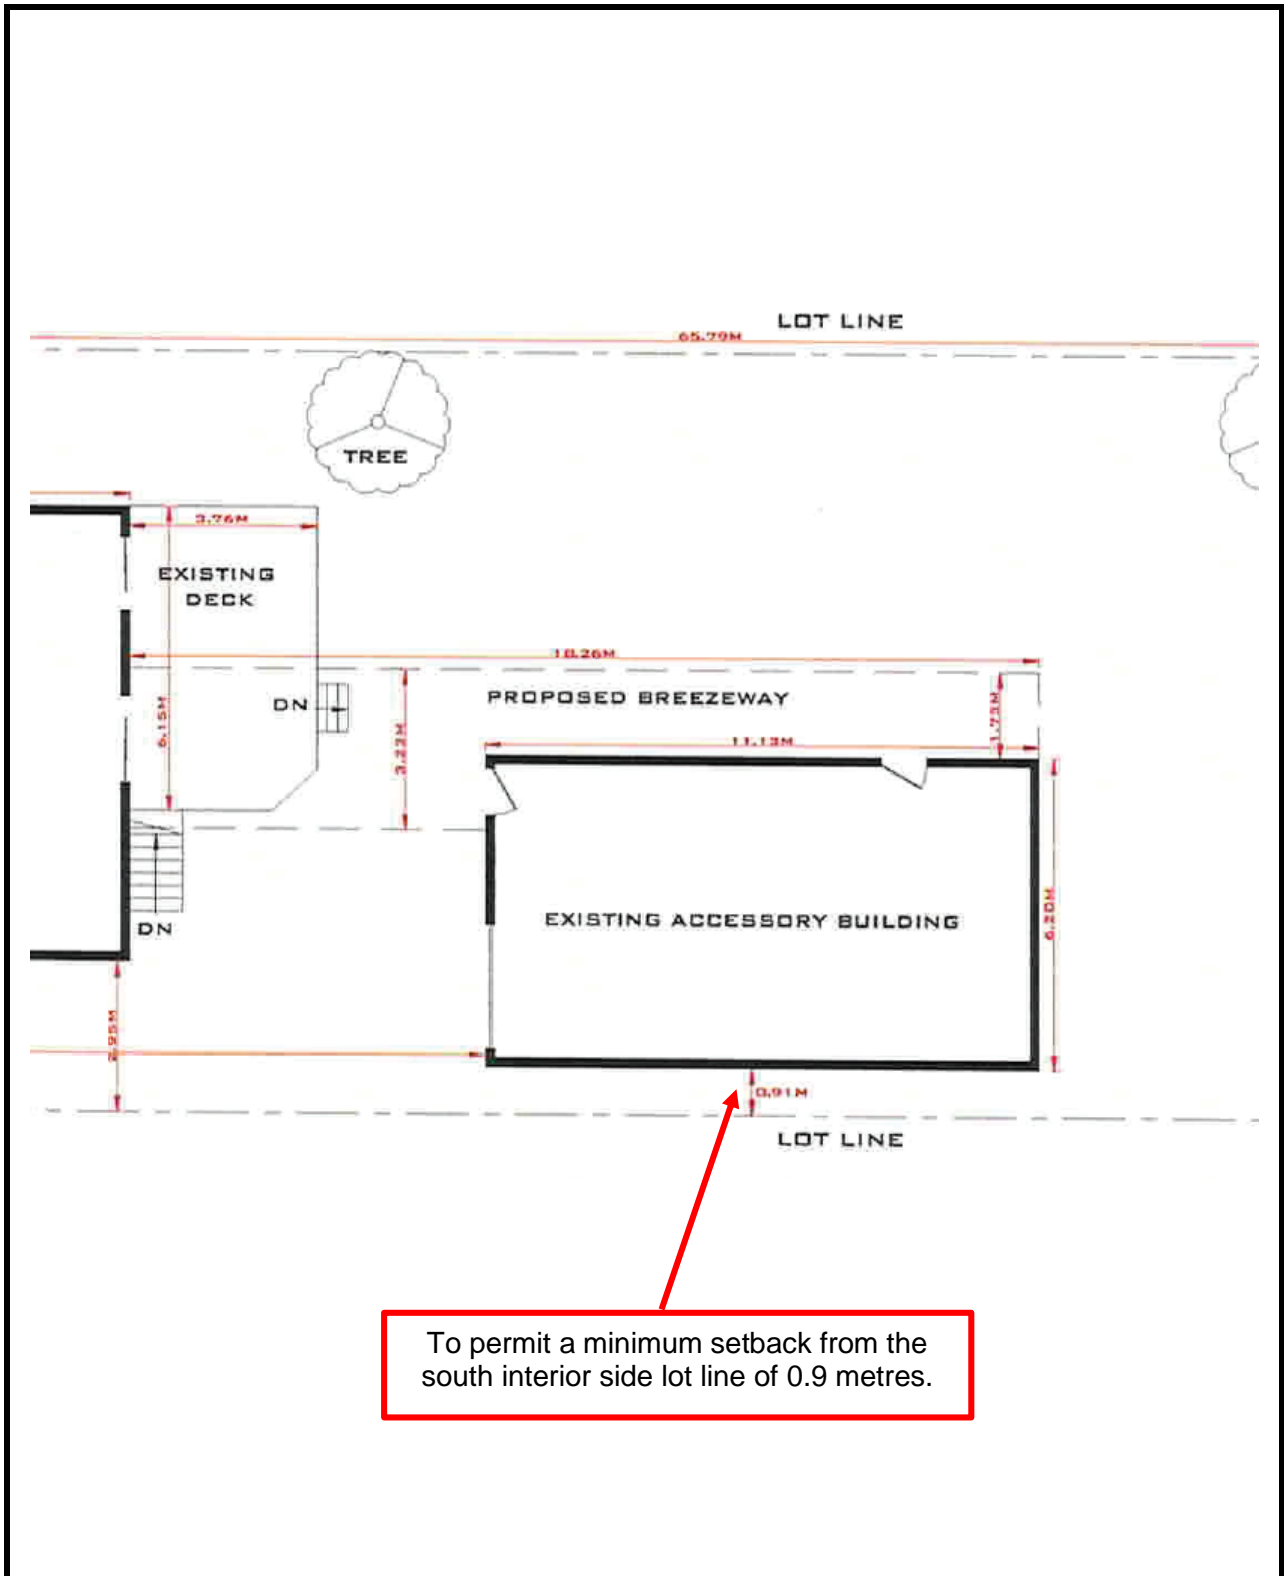 LOT LINE
65.79M
TREE
3.76M
EXISTING
DECK
18.26M
DN
PROPOSED BREEZEWAY
6.15M
3.23M
1.73M
11.13M
EXISTING ACCESSORY BUILDING
6.20M
DN
2.95M
0.91M
LOT LINE
To permit a minimum setback from the
south interior side lot line of 0.9 metres.